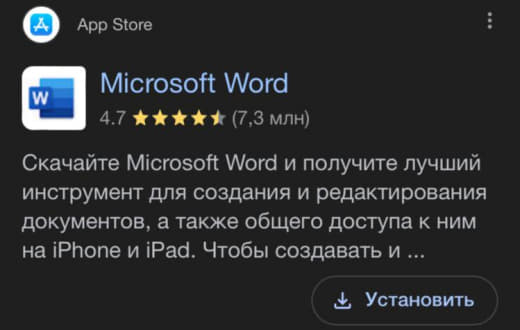 App Store
Microsoft Word
4.7 (7,3 млн)
Скачайте Microsoft Word и получите лучший
инструмент для создания и редактирования
документов, а также общего доступа к ним
на iPhone и iPad. Чтобы создавать и ...
Установить